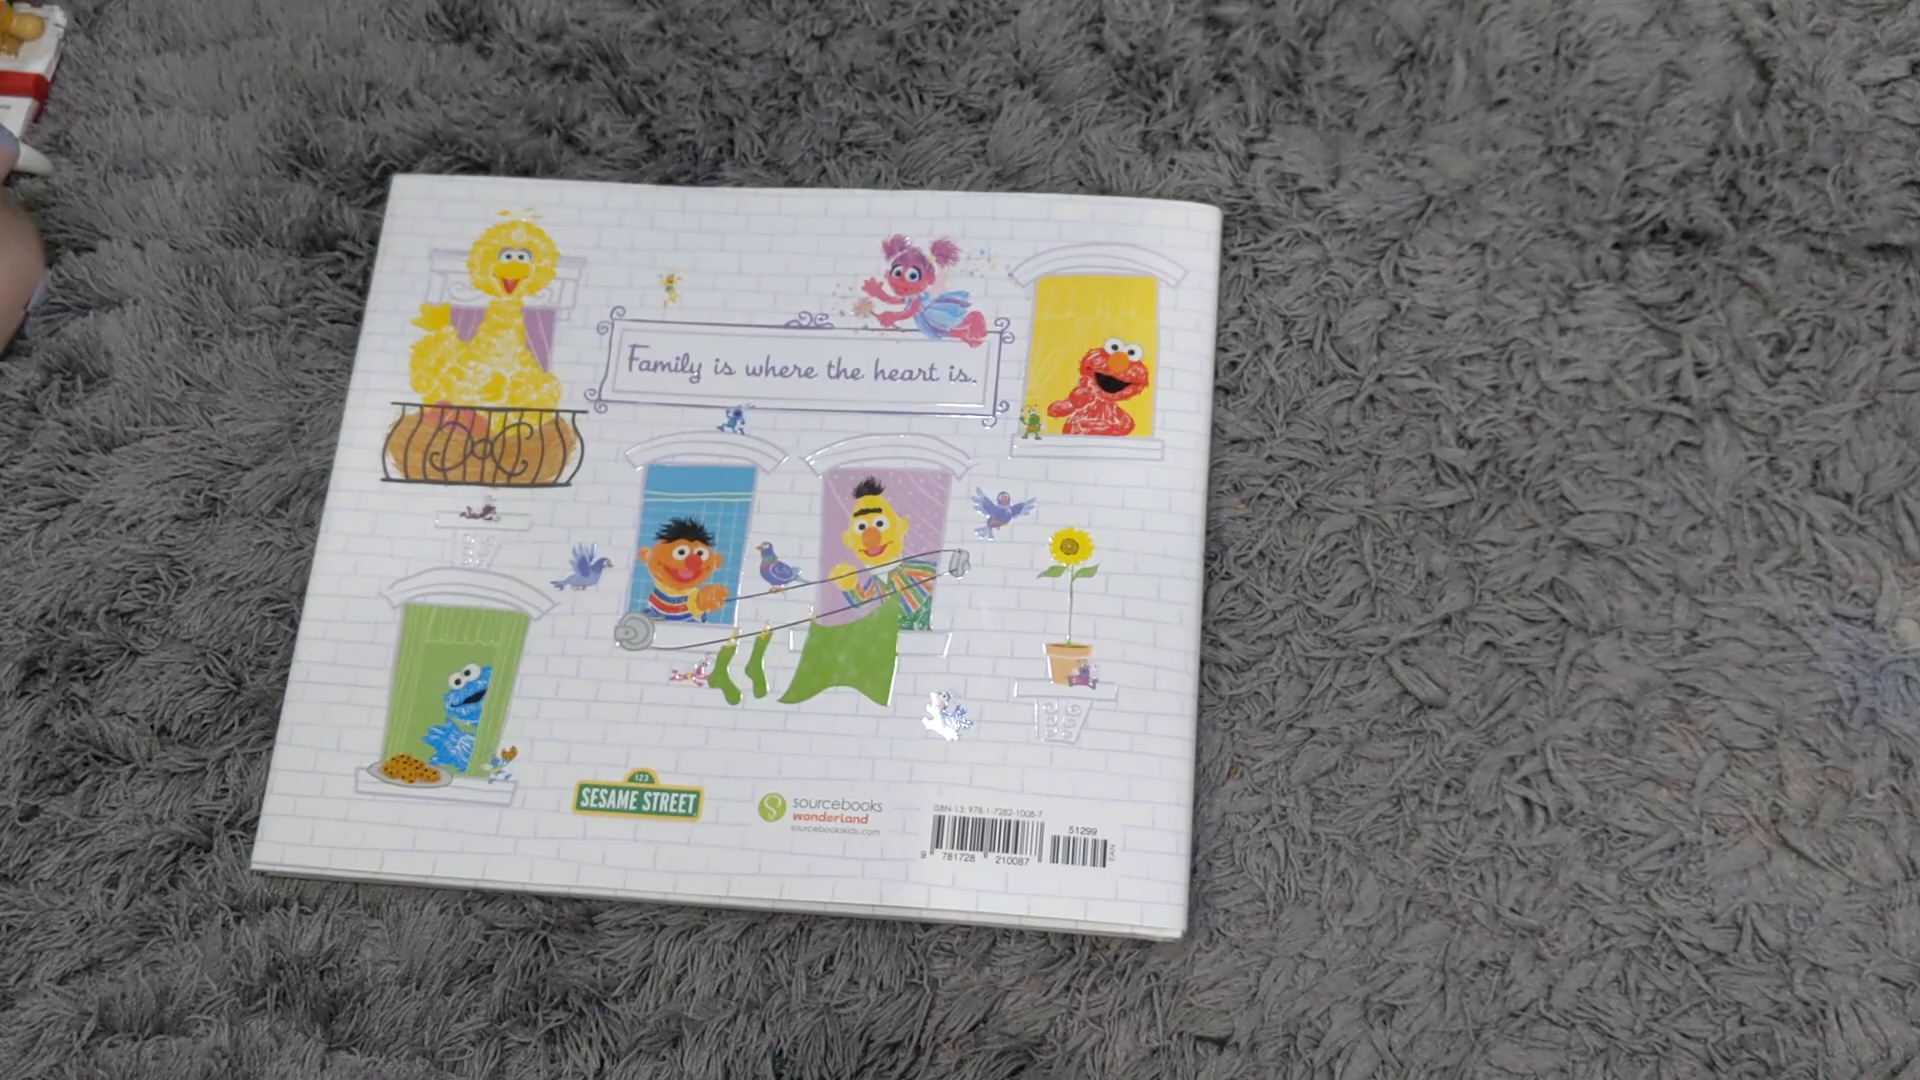 Family is where the heart is.
123
SESAME STREET
sourcebooks
wonderland
sourcebookskids.com
ISBN-13: 978-1-7282-1008-7
51299
EAN
9 781728 210087